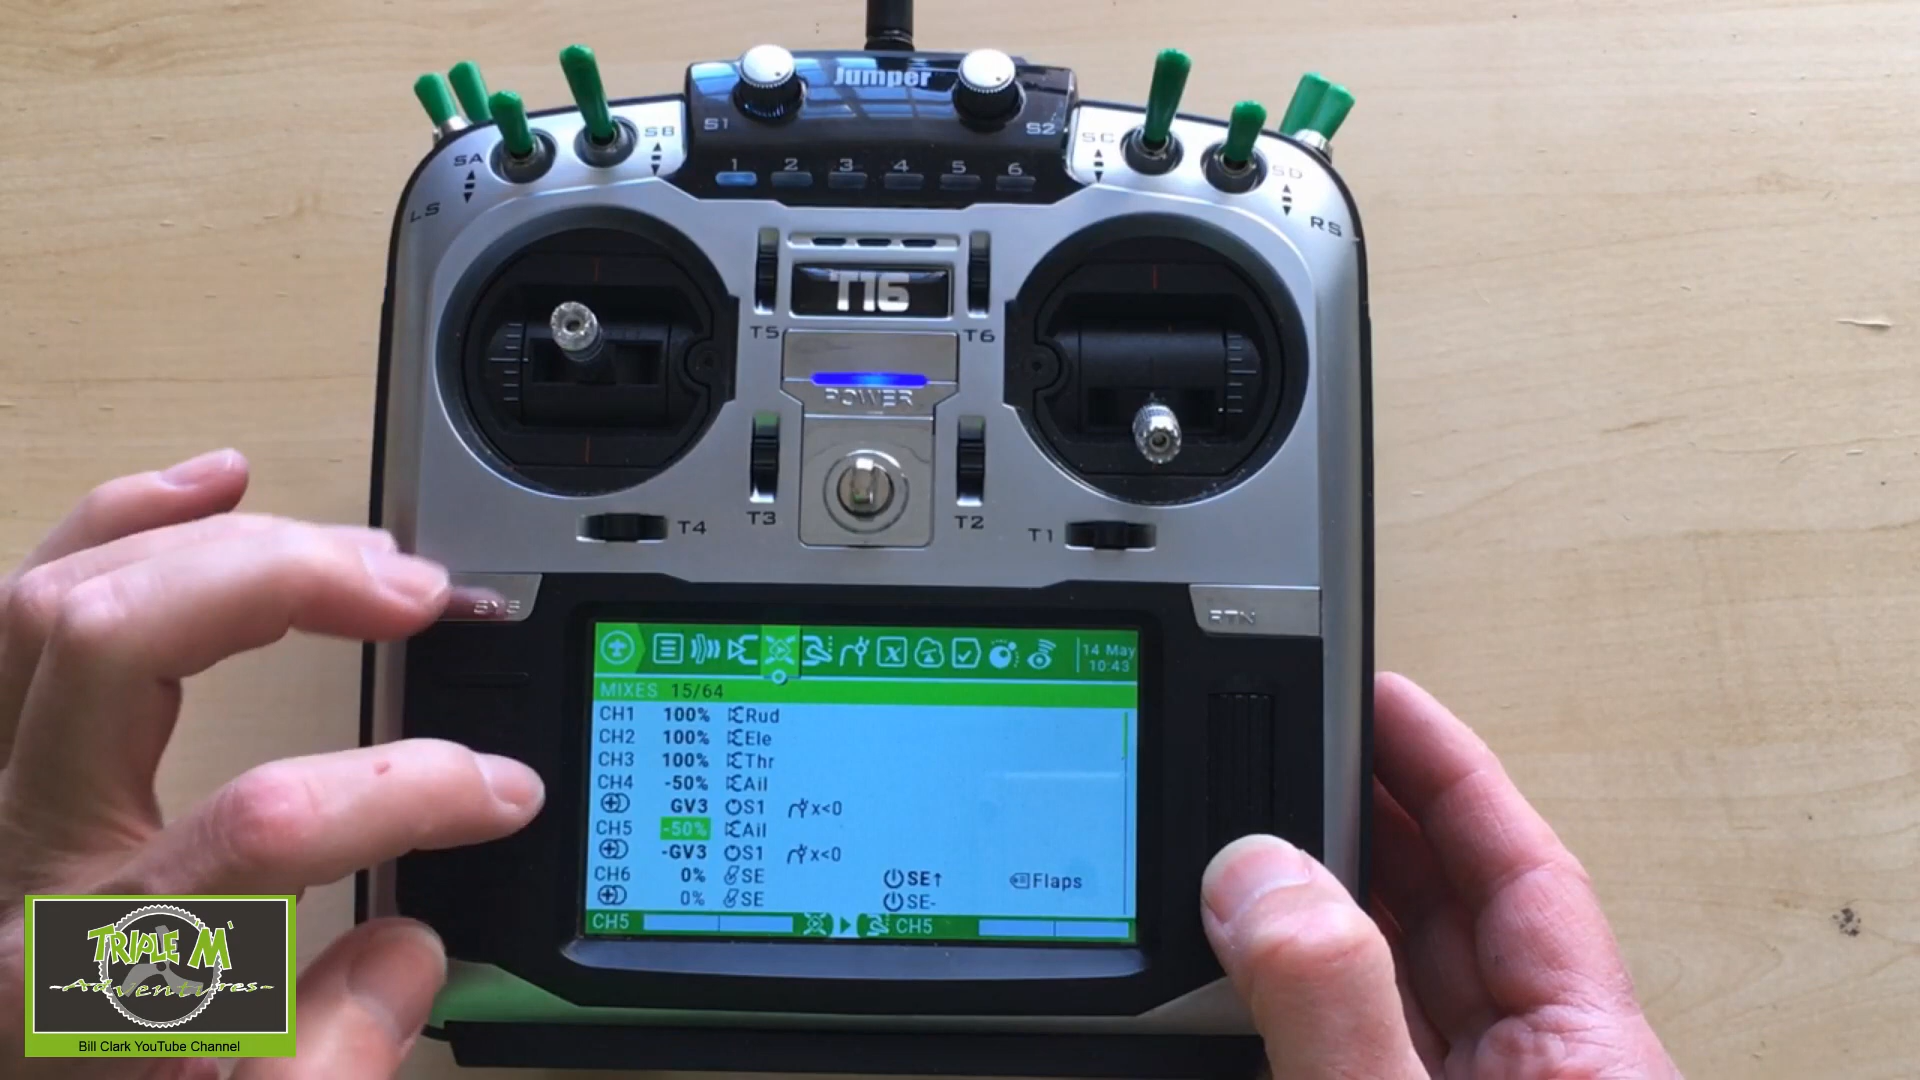 Jumper
S1
S2
SA
SB
SC
SD
LS
RS
1 2 3 4 5 6
T16
T5
T6
POWER
T4
T3
T2
T1
SYS
RTN
14 May
10:43
MIXES 15/64
CH1 100% Rud
CH2 100% Ele
CH3 100% Thr
CH4 -50% Ail
GV3 S1 x<0
CH5 -50% Ail
-GV3 S1 x<0
CH6 0% SE SE↑ Flaps
0% SE SE-
CH5 CH5
TRIPLE M
-Adventures-
Bill Clark YouTube Channel